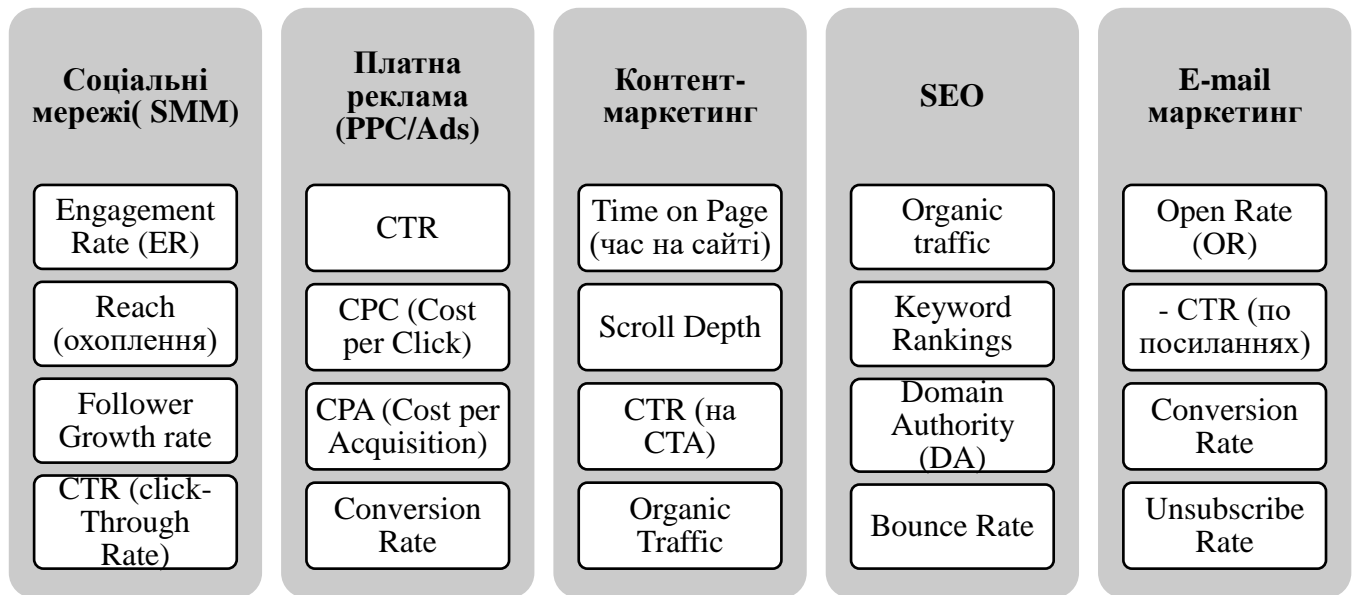 Соціальні
мережі( SMM)
Engagement
Rate (ER)
Reach
(охоплення)
Follower
Growth rate
CTR (click-
Through
Rate)
Платна
реклама
(PPC/Ads)
CTR
CPC (Cost
per Click)
CPA (Cost per
Acquisition)
Conversion
Rate
Контент-
маркетинг
Time on Page
(час на сайті)
Scroll Depth
CTR (на
CTA)
Organic
Traffic
SEO
Organic
traffic
Keyword
Rankings
Domain
Authority
(DA)
Bounce Rate
E-mail
маркетинг
Open Rate
(OR)
- CTR (по
посиланнях)
Conversion
Rate
Unsubscribe
Rate